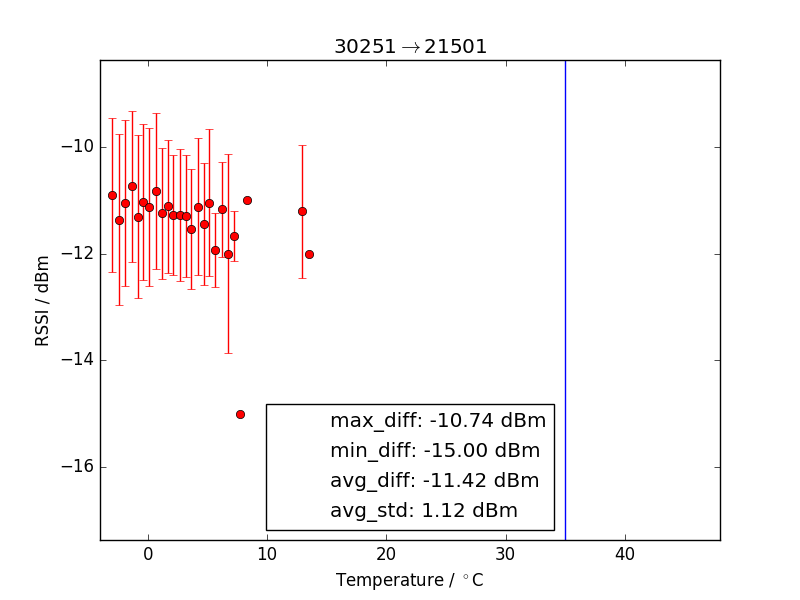 30251→21501
−10
−12
−14
−16
RSSI / dBm
max_diff: -10.74 dBm
min_diff: -15.00 dBm
avg_diff: -11.42 dBm
avg_std: 1.12 dBm
0 10 20 30 40
Temperature / °C